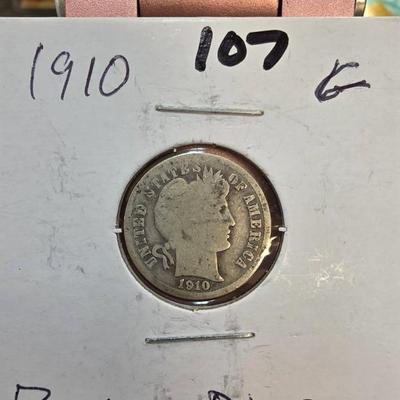 1910 107 G
UNITED STATES OF AMERICA
1910